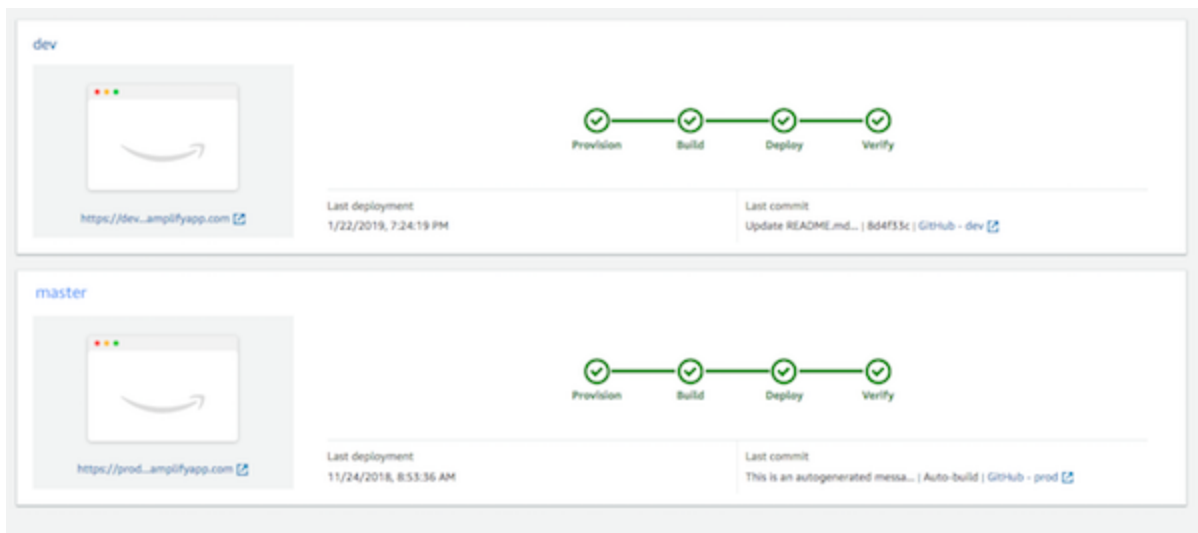 dev
Provision Build Deploy Verify
https://dev...amplifyapp.com
Last deployment
1/22/2019, 7:24:19 PM
Last commit
Update README.md... | 8d4f33c | GitHub - dev
master
Provision Build Deploy Verify
https://prod...amplifyapp.com
Last deployment
11/24/2018, 8:53:36 AM
Last commit
This is an autogenerated messa... | Auto-build | GitHub - prod